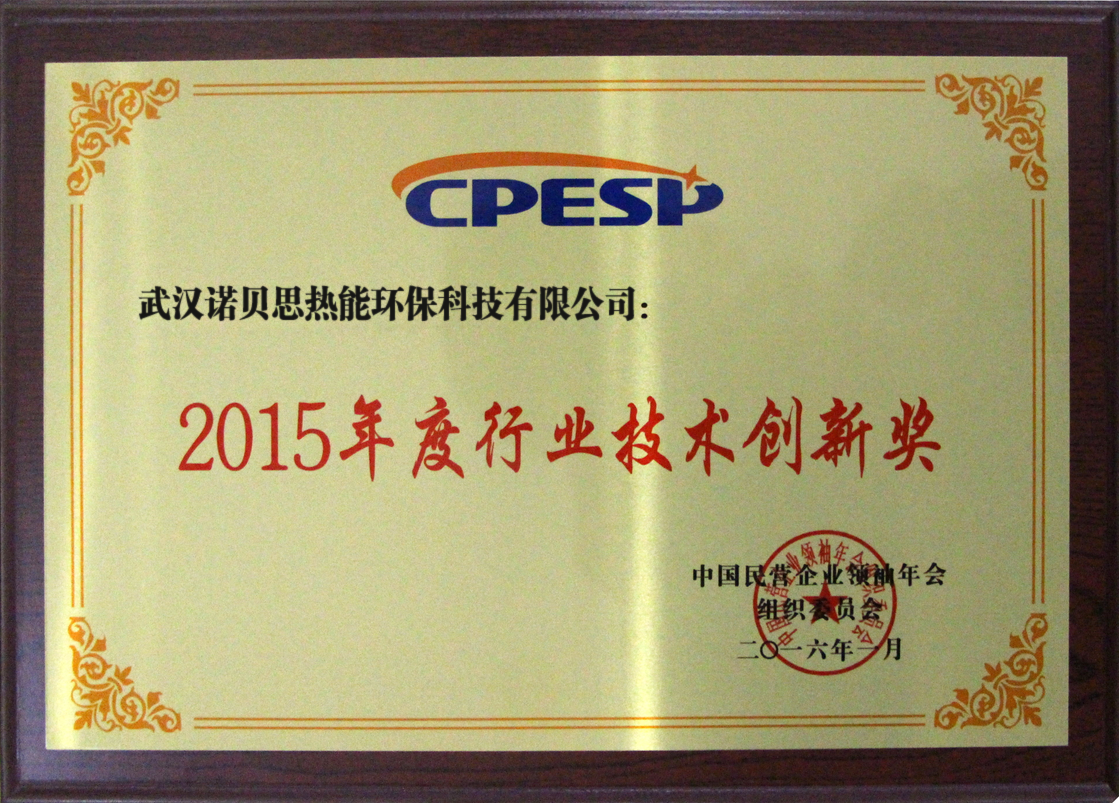 CPESP
武汉诺贝思热能环保科技有限公司：
2015年度行业技术创新奖
中国民营企业领袖年会
组织委员会
二〇一六年一月